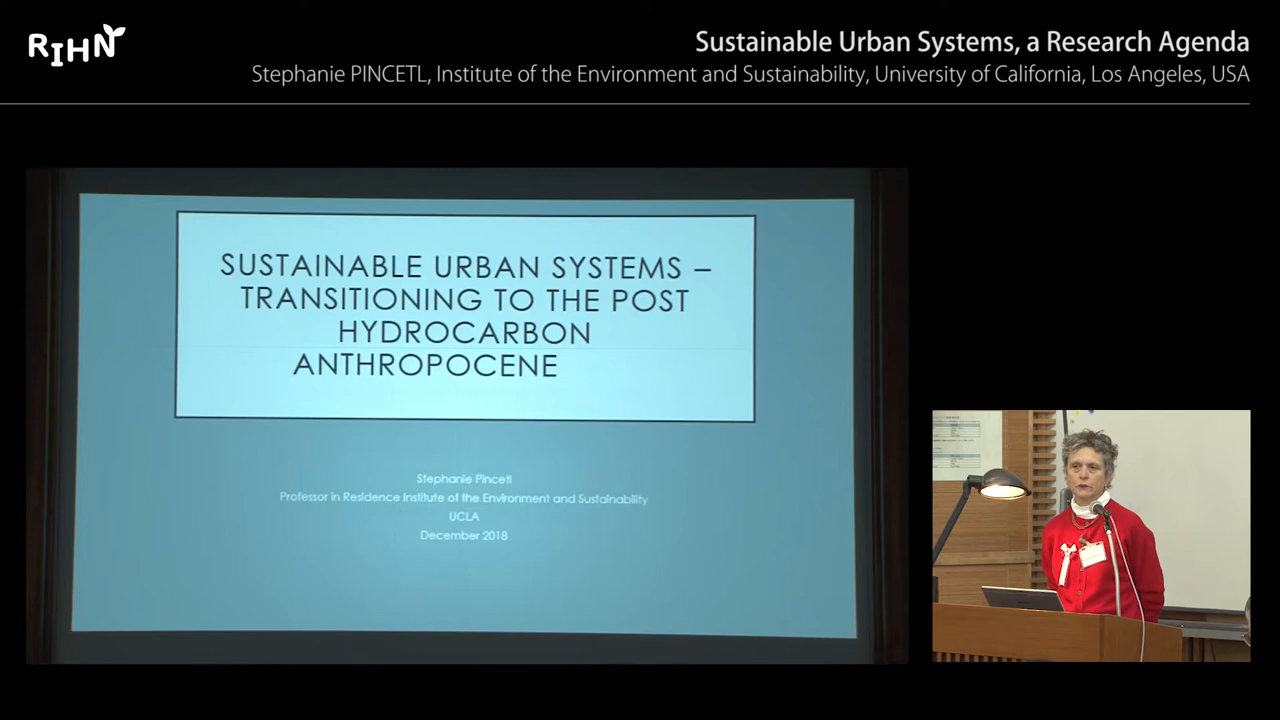 RIHN
Sustainable Urban Systems, a Research Agenda
Stephanie PINCETL, Institute of the Environment and Sustainability, University of California, Los Angeles, USA
SUSTAINABLE URBAN SYSTEMS –
TRANSITIONING TO THE POST
HYDROCARBON
ANTHROPOCENE
Stephanie Pincetl
Professor in Residence Institute of the Environment and Sustainability
UCLA
December 2018